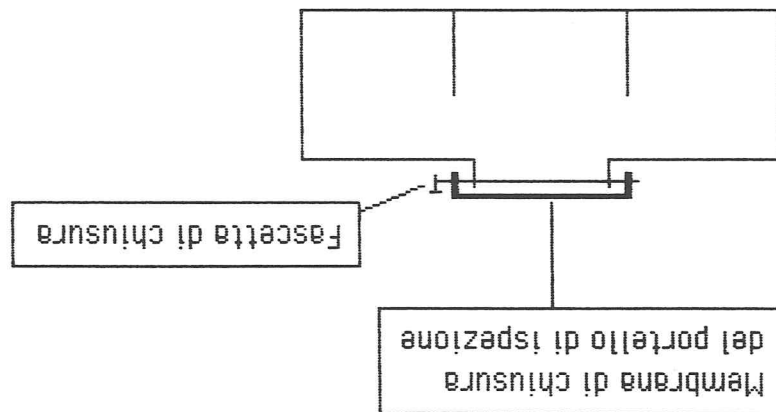 Membrana di chiusura
del portello di ispezione
Fascetta di chiusura